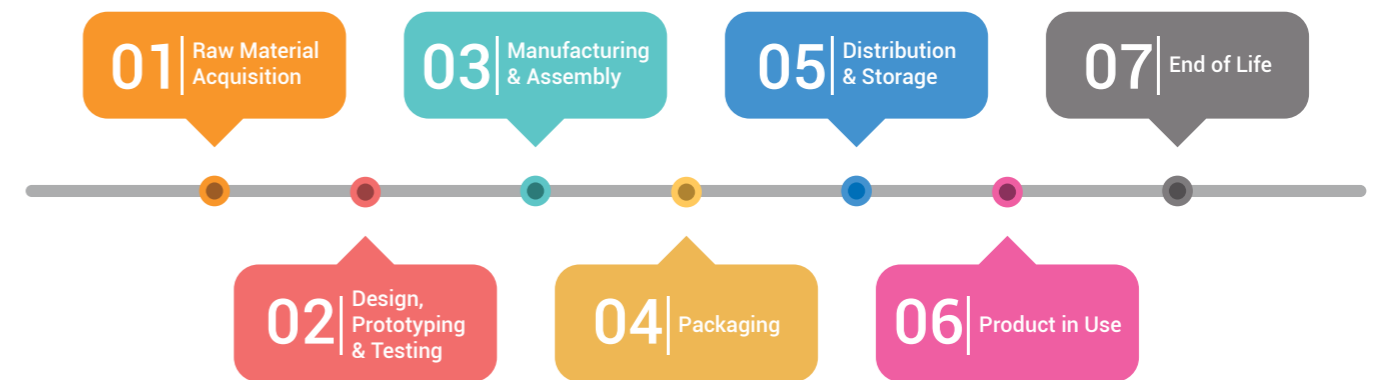 01
Raw Material
Acquisition
02
Design,
Prototyping
& Testing
03
Manufacturing
& Assembly
04
Packaging
05
Distribution
& Storage
06
Product in Use
07
End of Life